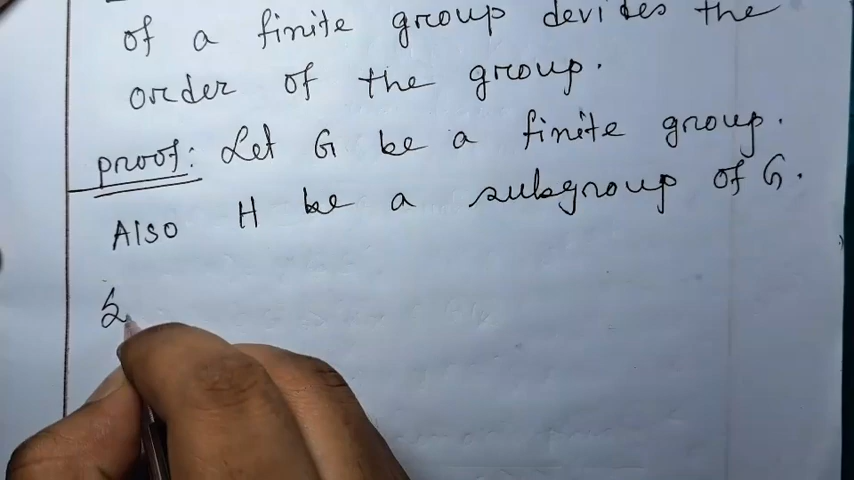 of a finite group devides the
order of the group.
proof: Let G be a finite group.
Also H be a subgroup of G.